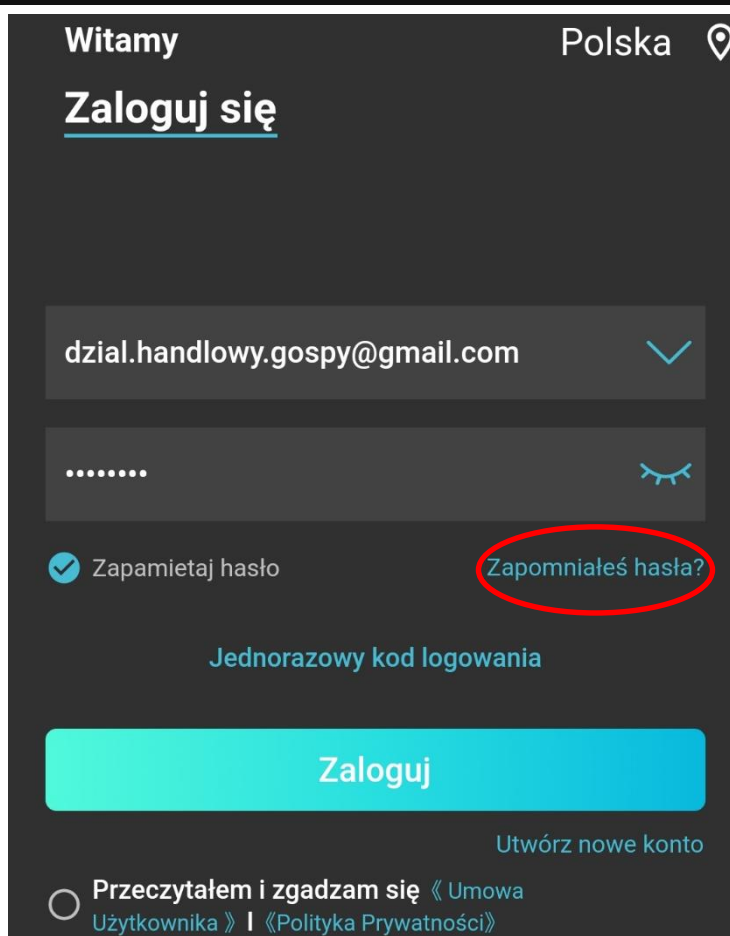 Witamy
Polska
Zaloguj się
dzial.handlowy.gospy@gmail.com
••••••••
Zapamietaj hasło
Zapomniałeś hasła?
Jednorazowy kod logowania
Zaloguj
Utwórz nowe konto
Przeczytałem i zgadzam się 《 Umowa
Użytkownika 》 I 《Polityka Prywatności》